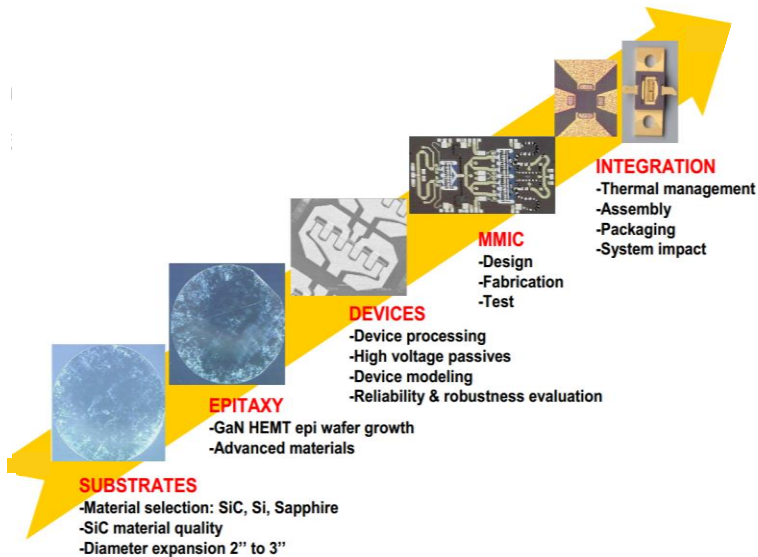 INTEGRATION
-Thermal management
-Assembly
-Packaging
-System impact
MMIC
-Design
-Fabrication
-Test
DEVICES
-Device processing
-High voltage passives
-Device modeling
-Reliability & robustness evaluation
EPITAXY
-GaN HEMT epi wafer growth
-Advanced materials
SUBSTRATES
-Material selection: SiC, Si, Sapphire
-SiC material quality
-Diameter expansion 2’’ to 3’’